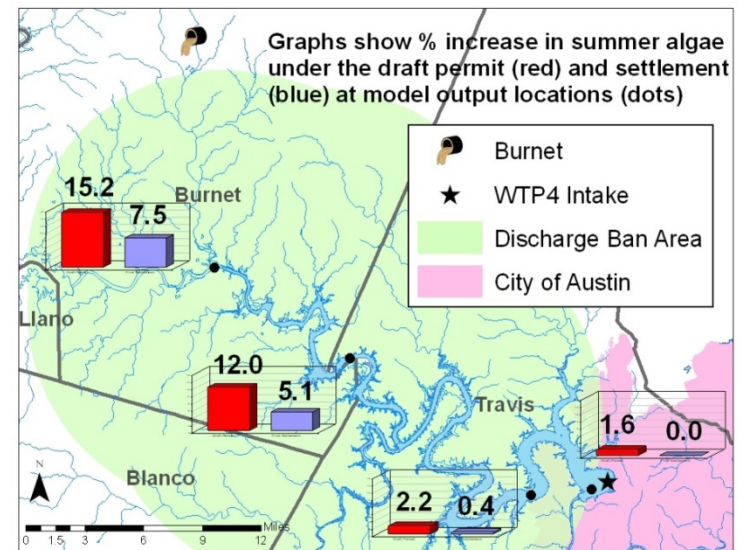 Graphs show % increase in summer algae
under the draft permit (red) and settlement
(blue) at model output locations (dots)
Burnet
WTP4 Intake
Discharge Ban Area
City of Austin
15.2
7.5
Burnet
Llano
12.0
5.1
Travis
1.6
0.0
Blanco
2.2
0.4
N
0 1.5 3 6 9 12 Miles